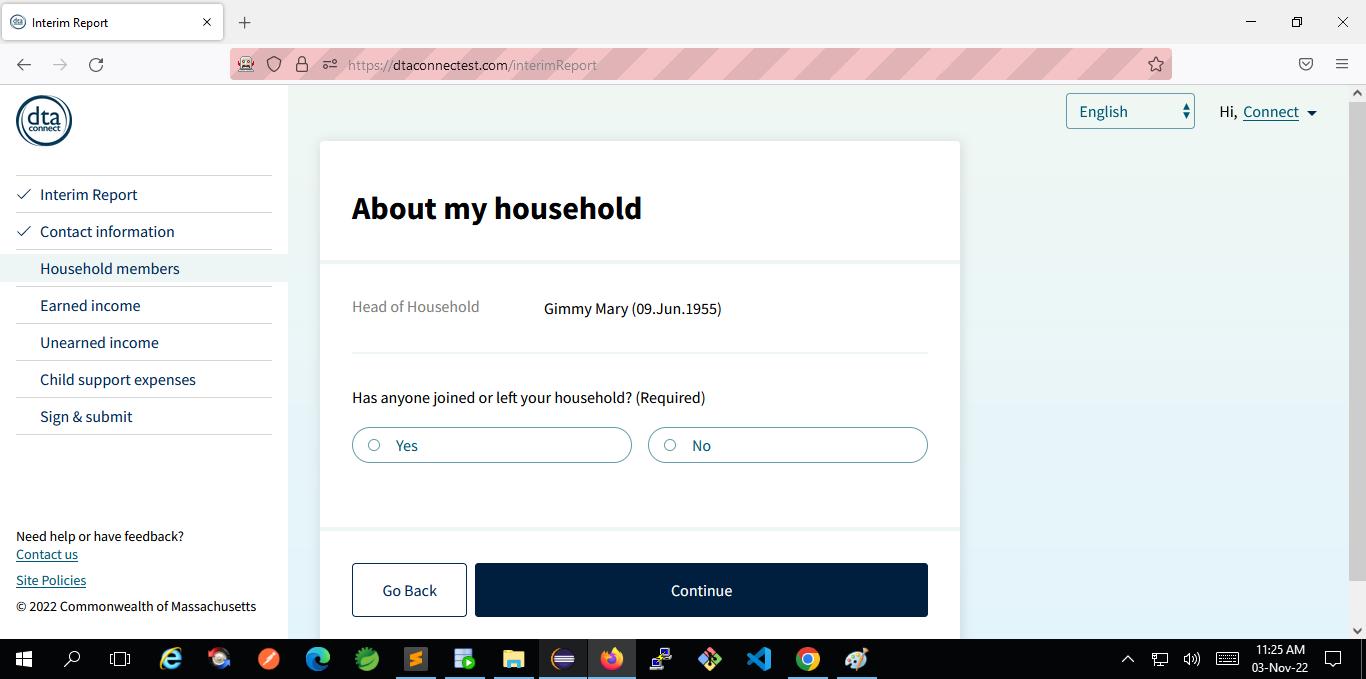 Interim Report
https://dtaconnectest.com/interimReport
dta
connect
English
Hi, Connect
Interim Report
Contact information
Household members
Earned income
Unearned income
Child support expenses
Sign & submit
Need help or have feedback?
Contact us
Site Policies
© 2022 Commonwealth of Massachusetts
About my household
Head of Household
Gimmy Mary (09.Jun.1955)
Has anyone joined or left your household? (Required)
Yes
No
Go Back
Continue
11:25 AM
03-Nov-22